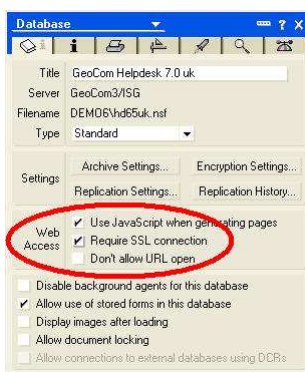 Database
Title GeoCom Helpdesk 7.0 uk
Server GeoCom3/ISG
Filename DEMO6\hd65uk.nsf
Type Standard
Settings
Archive Settings... Encryption Settings...
Replication Settings... Replication History...
Web Access
Use JavaScript when generating pages
Require SSL connection
Don't allow URL open
Disable background agents for this database
Allow use of stored forms in this database
Display images after loading
Allow document locking
Allow connections to external databases using DCRs